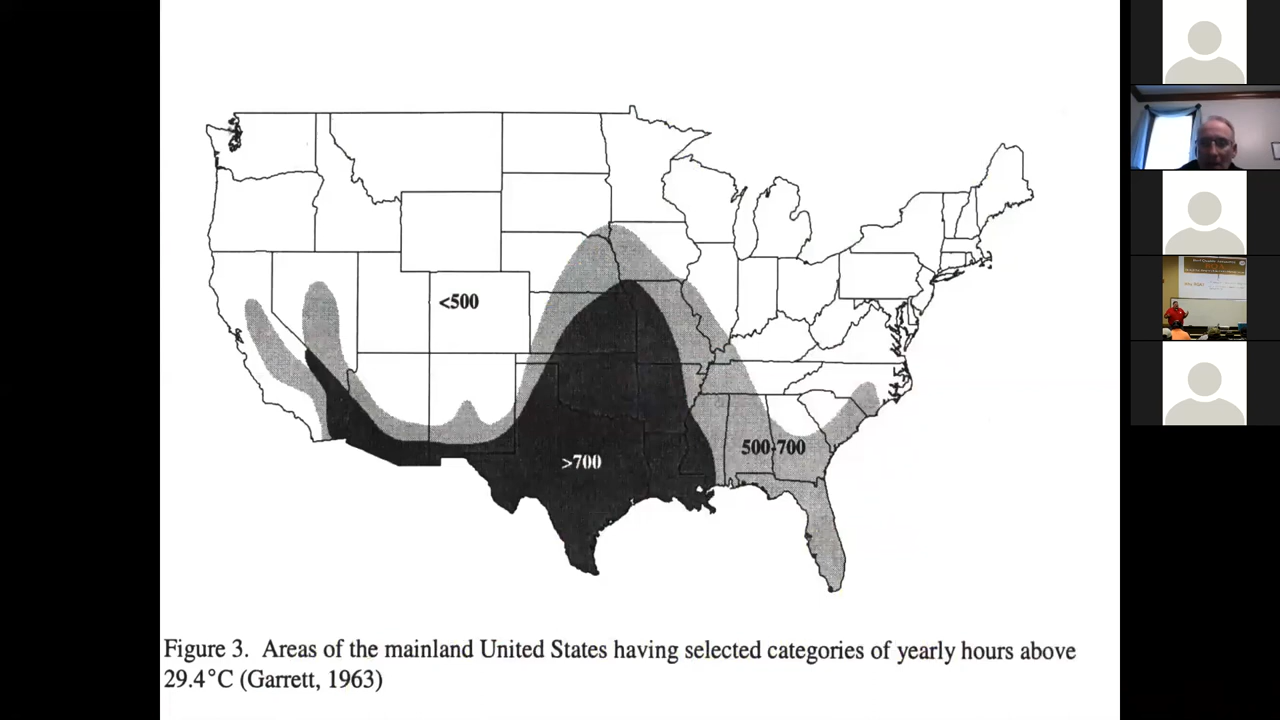 <500
500-700
>700
Figure 3. Areas of the mainland United States having selected categories of yearly hours above
29.4°C (Garrett, 1963)